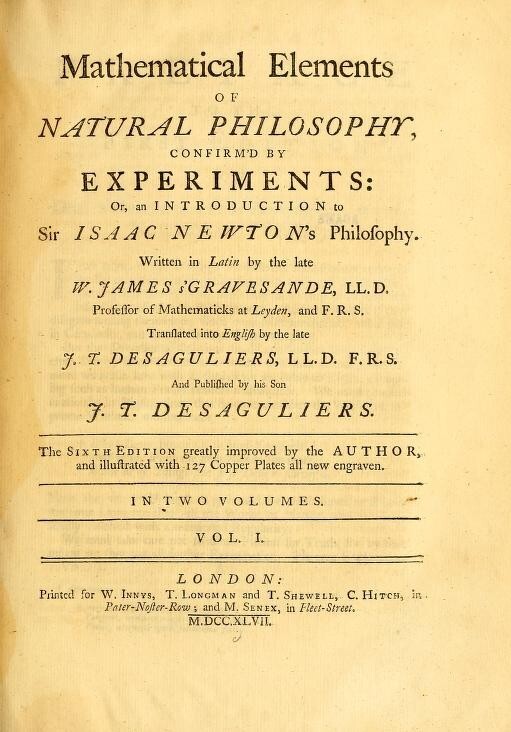 Mathematical Elements
OF
NATURAL PHILOSOPHY,
CONFIRM'D BY
EXPERIMENTS:
Or, an INTRODUCTION to
Sir ISAAC NEWTON's Philoſophy.
Written in Latin by the late
W. JAMES s'GRAVESANDE, LL.D.
Profeſſor of Mathematicks at Leyden, and F. R. S.
Tranſlated into Engliſh by the late
J. T. DESAGULIERS, LL.D. F.R.S.
And Publiſhed by his Son
J. T. DESAGULIERS.
The SIXTH EDITION greatly improved by the AUTHOR,
and illuſtrated with 127 Copper Plates all new engraven.
IN TWO VOLUMES.
VOL. I.
LONDON:
Printed for W. INNYS, T. LONGMAN and T. SHEWELL, C. HITCH, in
Pater-Noſter-Row; and M. SENEX, in Fleet-Street.
M.DCC.XLVII.